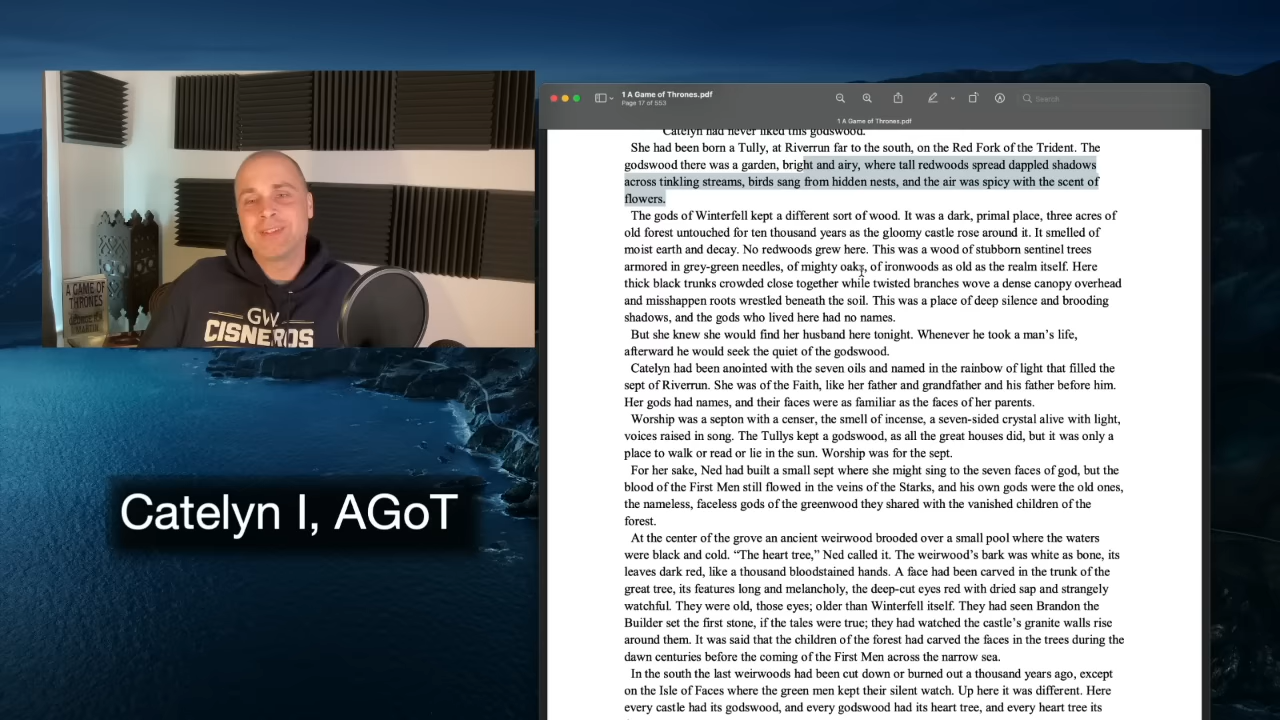 1 A Game of Thrones.pdf
Page 17 of 553
Search
1 A Game of Thrones.pdf
Catelyn had never liked this godswood.
She had been born a Tully, at Riverrun far to the south, on the Red Fork of the Trident. The
godswood there was a garden, bright and airy, where tall redwoods spread dappled shadows
across tinkling streams, birds sang from hidden nests, and the air was spicy with the scent of
flowers.
The gods of Winterfell kept a different sort of wood. It was a dark, primal place, three acres of
old forest untouched for ten thousand years as the gloomy castle rose around it. It smelled of
moist earth and decay. No redwoods grew here. This was a wood of stubborn sentinel trees
armored in grey-green needles, of mighty oaks, of ironwoods as old as the realm itself. Here
thick black trunks crowded close together while twisted branches wove a dense canopy overhead
and misshapen roots wrestled beneath the soil. This was a place of deep silence and brooding
shadows, and the gods who lived here had no names.
But she knew she would find her husband here tonight. Whenever he took a man's life,
afterward he would seek the quiet of the godswood.
Catelyn had been anointed with the seven oils and named in the rainbow of light that filled the
sept of Riverrun. She was of the Faith, like her father and grandfather and his father before him.
Her gods had names, and their faces were as familiar as the faces of her parents.
Worship was a septon with a censer, the smell of incense, a seven-sided crystal alive with light,
voices raised in song. The Tullys kept a godswood, as all the great houses did, but it was only a
place to walk or read or lie in the sun. Worship was for the sept.
For her sake, Ned had built a small sept where she might sing to the seven faces of god, but the
blood of the First Men still flowed in the veins of the Starks, and his own gods were the old ones,
the nameless, faceless gods of the greenwood they shared with the vanished children of the
forest.
At the center of the grove an ancient weirwood brooded over a small pool where the waters
were black and cold. “The heart tree,” Ned called it. The weirwood's bark was white as bone, its
leaves dark red, like a thousand bloodstained hands. A face had been carved in the trunk of the
great tree, its features long and melancholy, the deep-cut eyes red with dried sap and strangely
watchful. They were old, those eyes; older than Winterfell itself. They had seen Brandon the
Builder set the first stone, if the tales were true; they had watched the castle's granite walls rise
around them. It was said that the children of the forest had carved the faces in the trees during the
dawn centuries before the coming of the First Men across the narrow sea.
In the south the last weirwoods had been cut down or burned out a thousand years ago, except
on the Isle of Faces where the green men kept their silent watch. Up here it was different. Here
every castle had its godswood, and every godswood had its heart tree, and every heart tree its
A GAME OF
THRONES
GW
CISNEROS
Catelyn I, AGoT